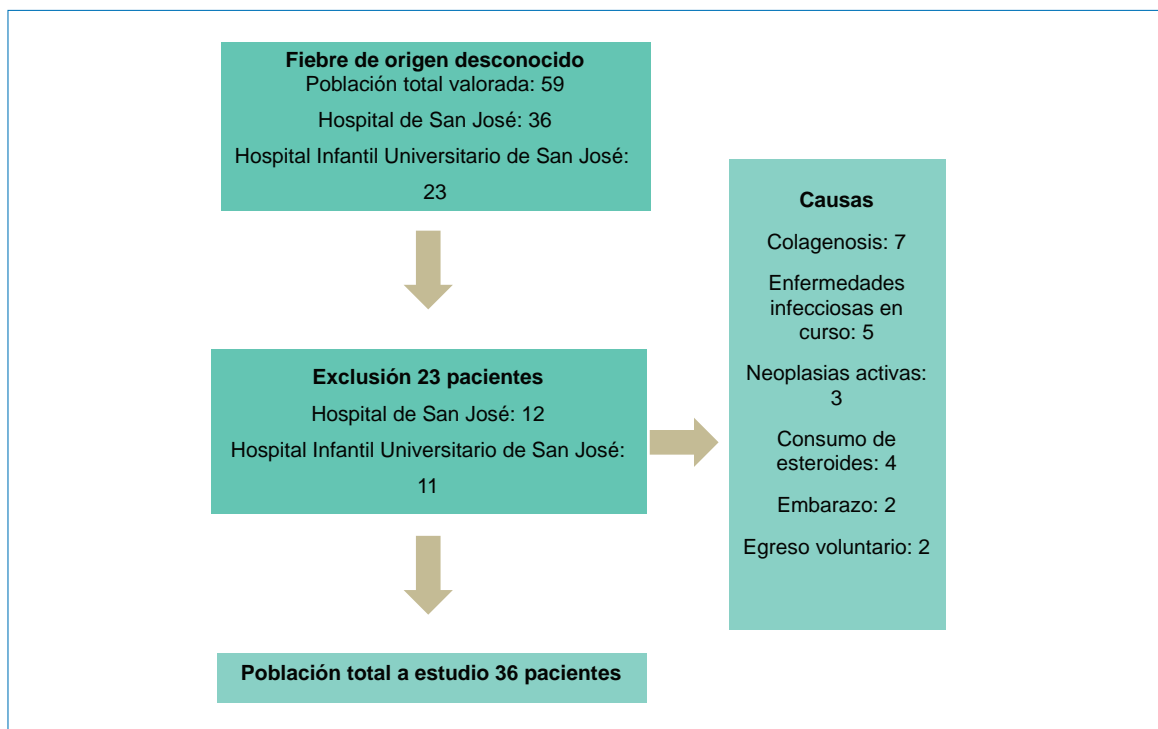 Fiebre de origen desconocido
Población total valorada: 59
Hospital de San José: 36
Hospital Infantil Universitario de San José:
23
Exclusión 23 pacientes
Hospital de San José: 12
Hospital Infantil Universitario de San José:
11
Causas
Colagenosis: 7
Enfermedades
infecciosas en
curso: 5
Neoplasias activas:
3
Consumo de
esteroides: 4
Embarazo: 2
Egreso voluntario: 2
Población total a estudio 36 pacientes